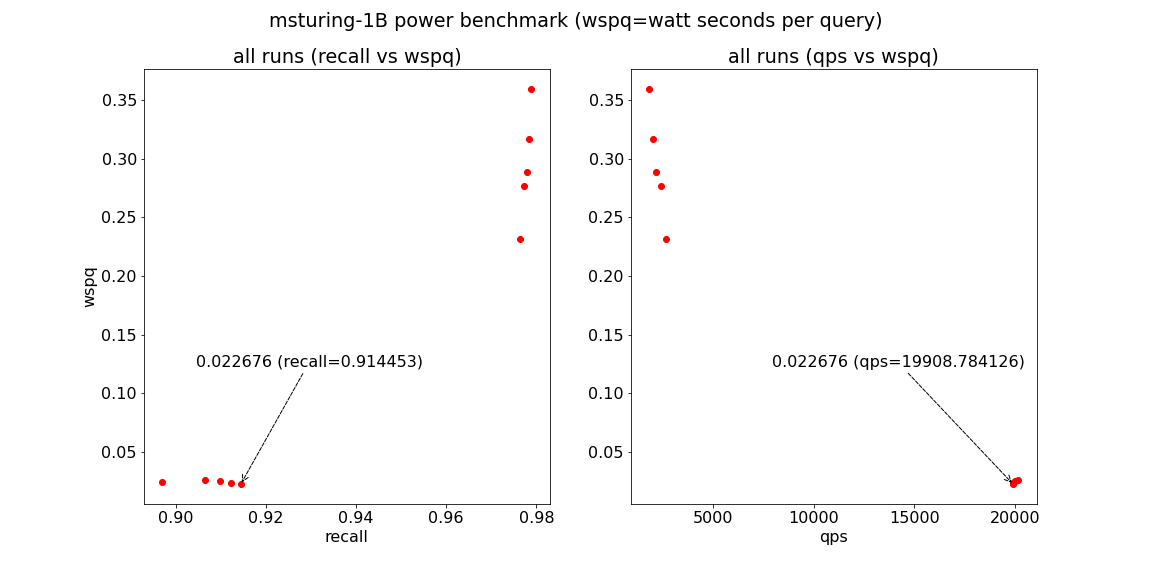 msturing-1B power benchmark (wspq=watt seconds per query)
all runs (recall vs wspq)
wspq
0.35
0.30
0.25
0.20
0.15
0.10
0.05
0.022676 (recall=0.914453)
0.90 0.92 0.94 0.96 0.98
recall
all runs (qps vs wspq)
0.35
0.30
0.25
0.20
0.15
0.10
0.05
0.022676 (qps=19908.784126)
5000 10000 15000 20000
qps